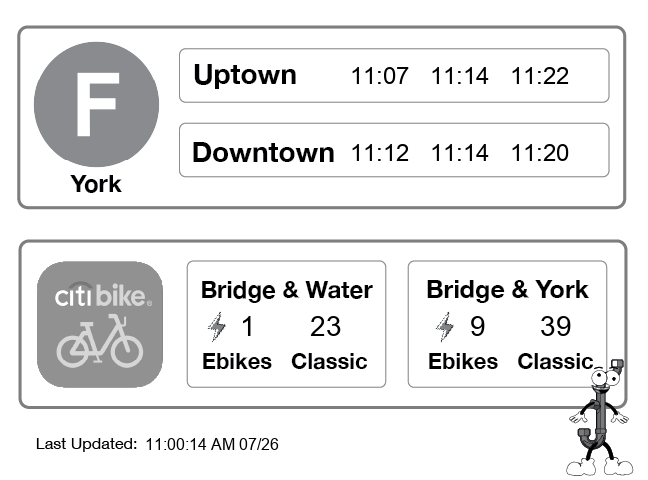 F
York
Uptown 11:07 11:14 11:22
Downtown 11:12 11:14 11:20
citi bike®
Bridge & Water
1 23
Ebikes Classic
Bridge & York
9 39
Ebikes Classic
Last Updated: 11:00:14 AM 07/26